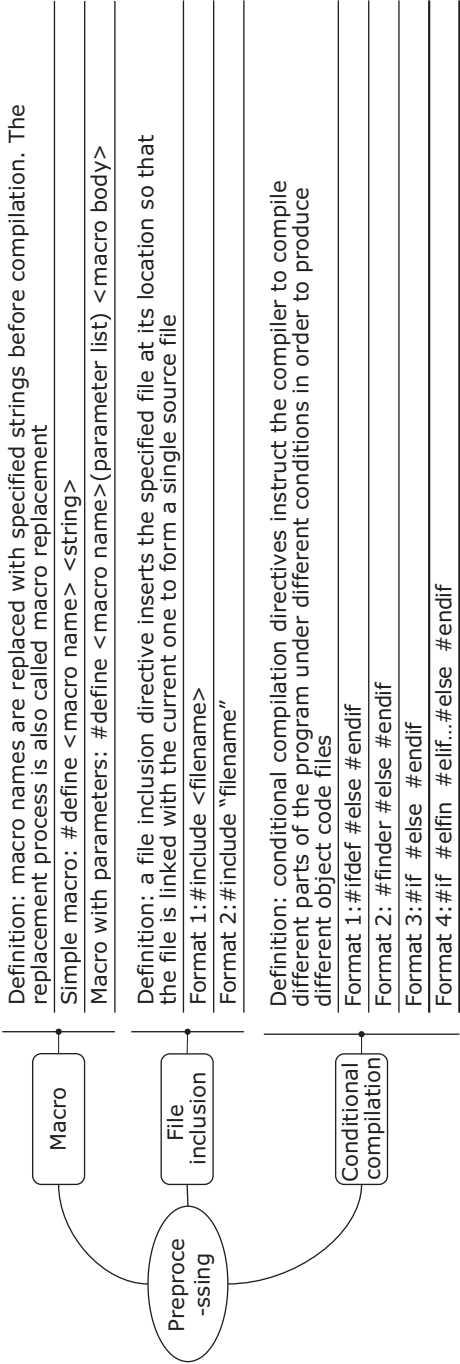 Preproce
-ssing
Macro
Definition: macro names are replaced with specified strings before compilation. The
replacement process is also called macro replacement
Simple macro: #define <macro name> <string>
Macro with parameters: #define <macro name>(parameter list) <macro body>
File
inclusion
Definition: a file inclusion directive inserts the specified file at its location so that
the file is linked with the current one to form a single source file
Format 1:#include <filename>
Format 2:#include “filename”
Conditional
compilation
Definition: conditional compilation directives instruct the compiler to compile
different parts of the program under different conditions in order to produce
different object code files
Format 1:#ifdef #else #endif
Format 2: #finder #else #endif
Format 3:#if #else #endif
Format 4:#if #elfin #elif...#else #endif